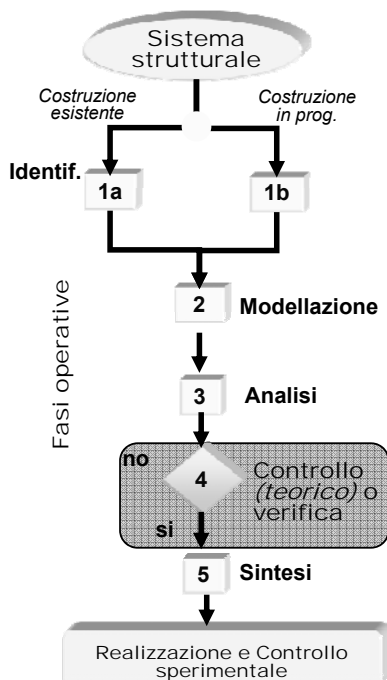 Sistema
strutturale
Costruzione
esistente
Costruzione
in prog.
Identif.
1a
1b
2
Modellazione
Fasi operative
3
Analisi
no
4
Controllo
(teorico) o
verifica
si
5
Sintesi
Realizzazione e Controllo
sperimentale